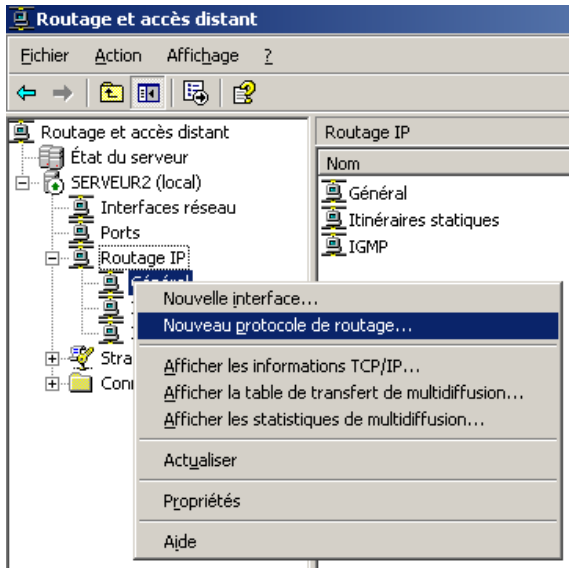 Routage et accès distant
Fichier Action Affichage ?
Routage et accès distant
État du serveur
SERVEUR2 (local)
Interfaces réseau
Ports
Routage IP
Stra
Routage IP
Nom
Général
Itinéraires statiques
IGMP
Nouvelle interface...
Nouveau protocole de routage...
Afficher les informations TCP/IP...
Afficher la table de transfert de multidiffusion...
Afficher les statistiques de multidiffusion...
Actualiser
Propriétés
Aide